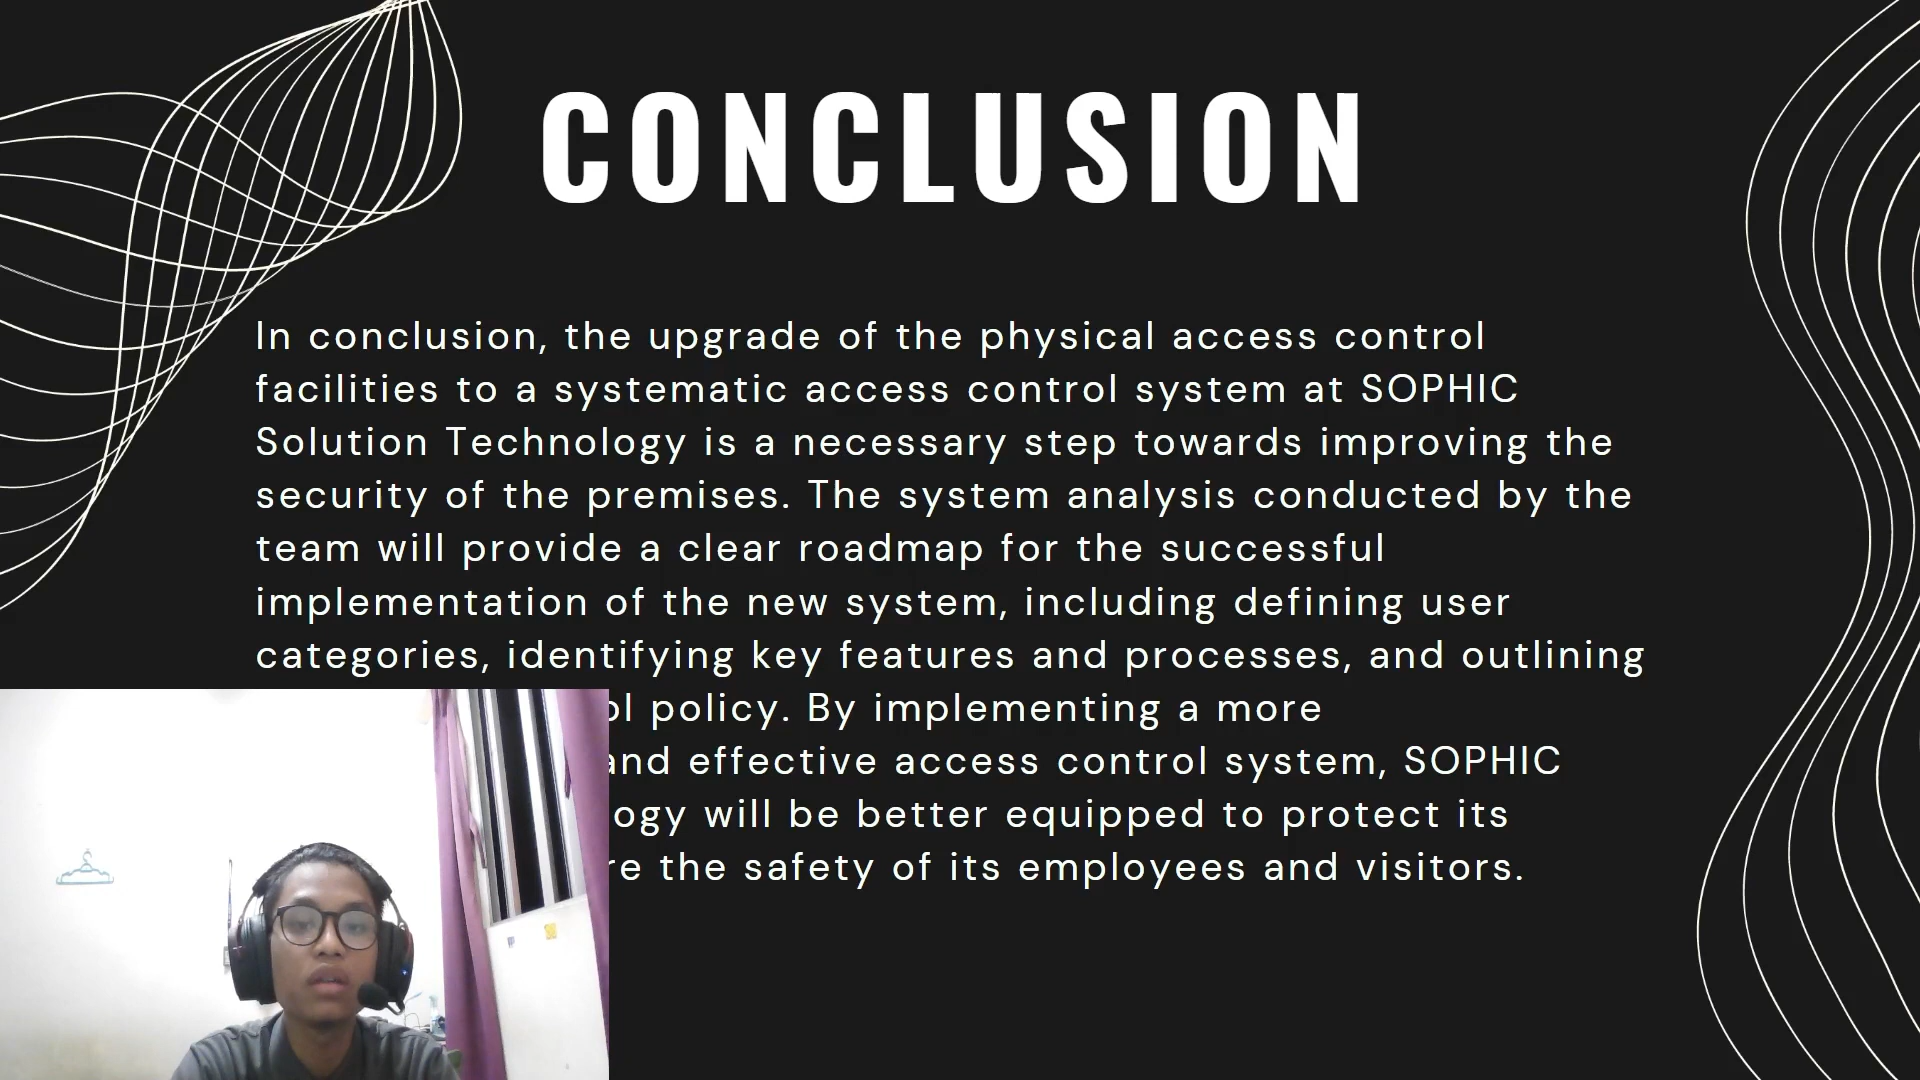 CONCLUSION
In conclusion, the upgrade of the physical access control
facilities to a systematic access control system at SOPHIC
Solution Technology is a necessary step towards improving the
security of the premises. The system analysis conducted by the
team will provide a clear roadmap for the successful
implementation of the new system, including defining user
categories, identifying key features and processes, and outlining
policy. By implementing a more
and effective access control system, SOPHIC
ogy will be better equipped to protect its
re the safety of its employees and visitors.